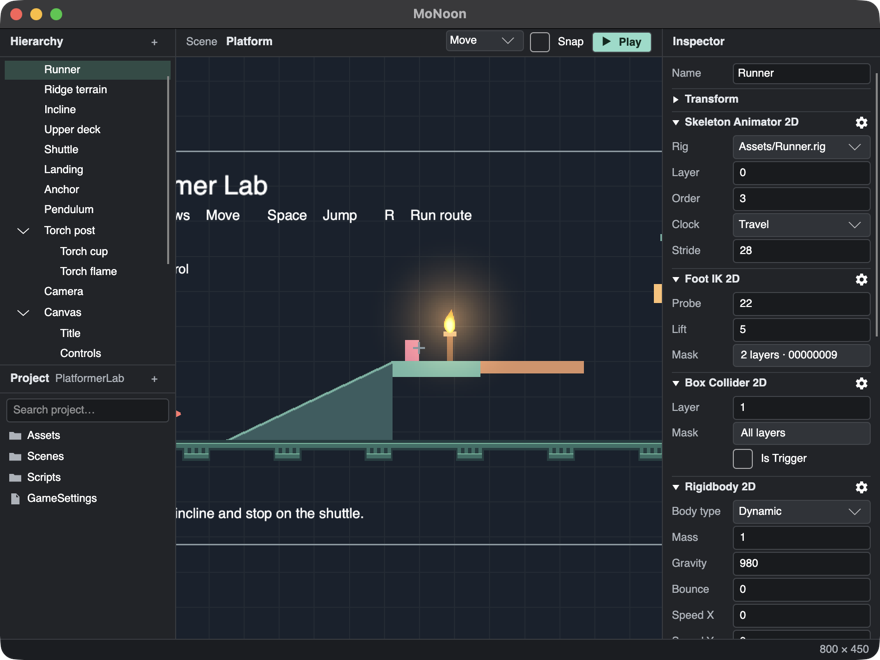 MoNoon
Hierarchy +
Runner
Ridge terrain
Incline
Upper deck
Shuttle
Landing
Anchor
Pendulum
Torch post
Torch cup
Torch flame
Camera
Canvas
Title
Controls
Project PlatformerLab +
Search project...
Assets
Scenes
Scripts
GameSettings
Scene Platform Move Snap Play
mer Lab
ws Move Space Jump R Run route
rol
incline and stop on the shuttle.
Inspector
Name Runner
Transform
Skeleton Animator 2D
Rig Assets/Runner.rig
Layer 0
Order 3
Clock Travel
Stride 28
Foot IK 2D
Probe 22
Lift 5
Mask 2 layers · 00000009
Box Collider 2D
Layer 1
Mask All layers
Is Trigger
Rigidbody 2D
Body type Dynamic
Mass 1
Gravity 980
Bounce 0
Speed X 0
800 × 450